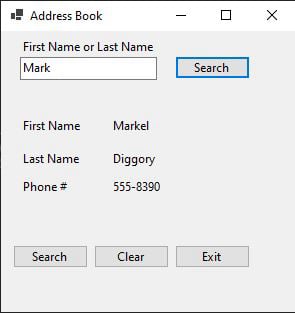 Address Book
First Name or Last Name
Mark Search
First Name Markel
Last Name Diggory
Phone # 555-8390
Search Clear Exit